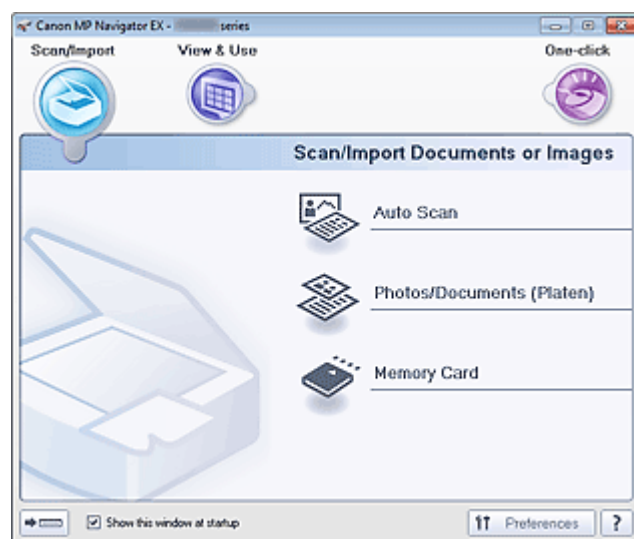 Canon MP Navigator EX - series
Scan/Import View & Use One-click
Scan/Import Documents or Images
Auto Scan
Photos/Documents (Platen)
Memory Card
Show this window at startup Preferences ?